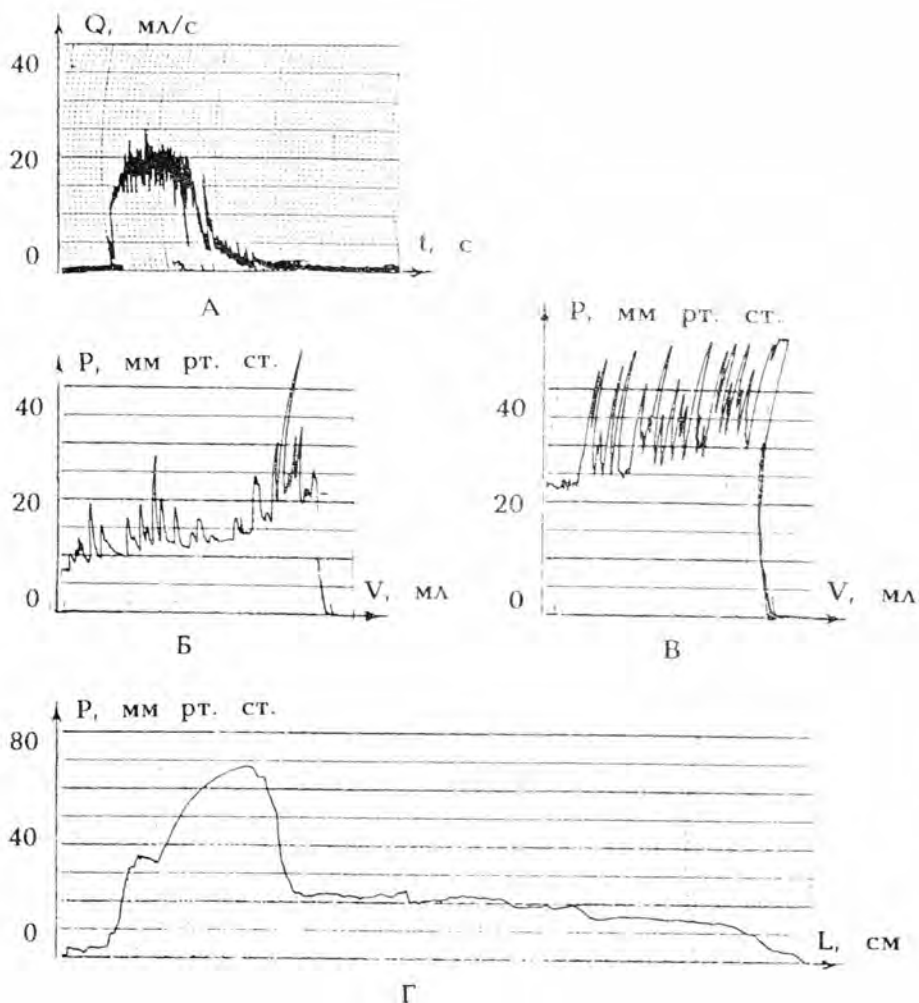 Q, мл/с
40
20
0
t, с
А
P, мм рт. ст.
40
20
0
V, мл
Б
P, мм рт. ст.
40
20
0
V, мл
В
P, мм рт. ст.
80
40
0
L, см
Г